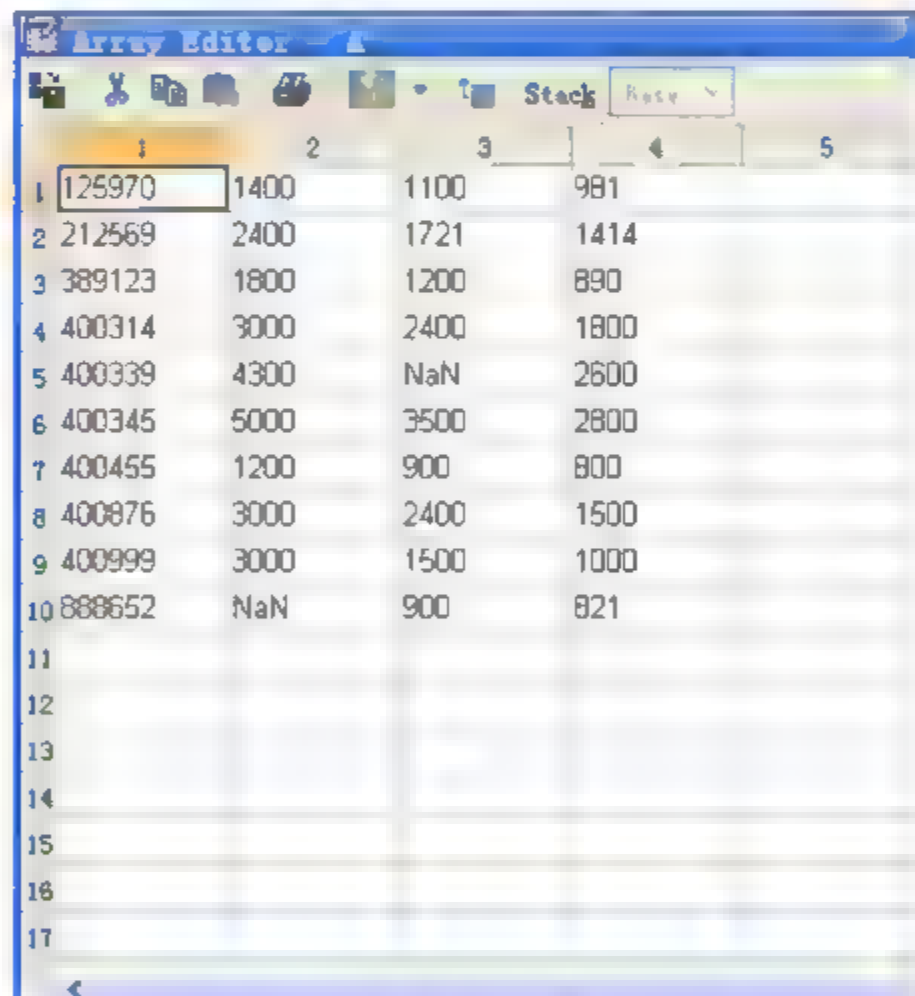 Array Editor - A
Stack Base
1 2 3 4 5
1 125970 1400 1100 981
2 212569 2400 1721 1414
3 389123 1800 1200 890
4 400314 3000 2400 1800
5 400339 4300 NaN 2600
6 400345 5000 3500 2800
7 400455 1200 900 800
8 400876 3000 2400 1500
9 400999 3000 1500 1000
10 888652 NaN 900 821
11
12
13
14
15
16
17